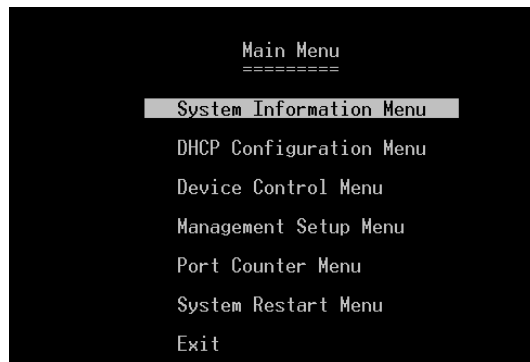 Main Menu
=========
System Information Menu
DHCP Configuration Menu
Device Control Menu
Management Setup Menu
Port Counter Menu
System Restart Menu
Exit